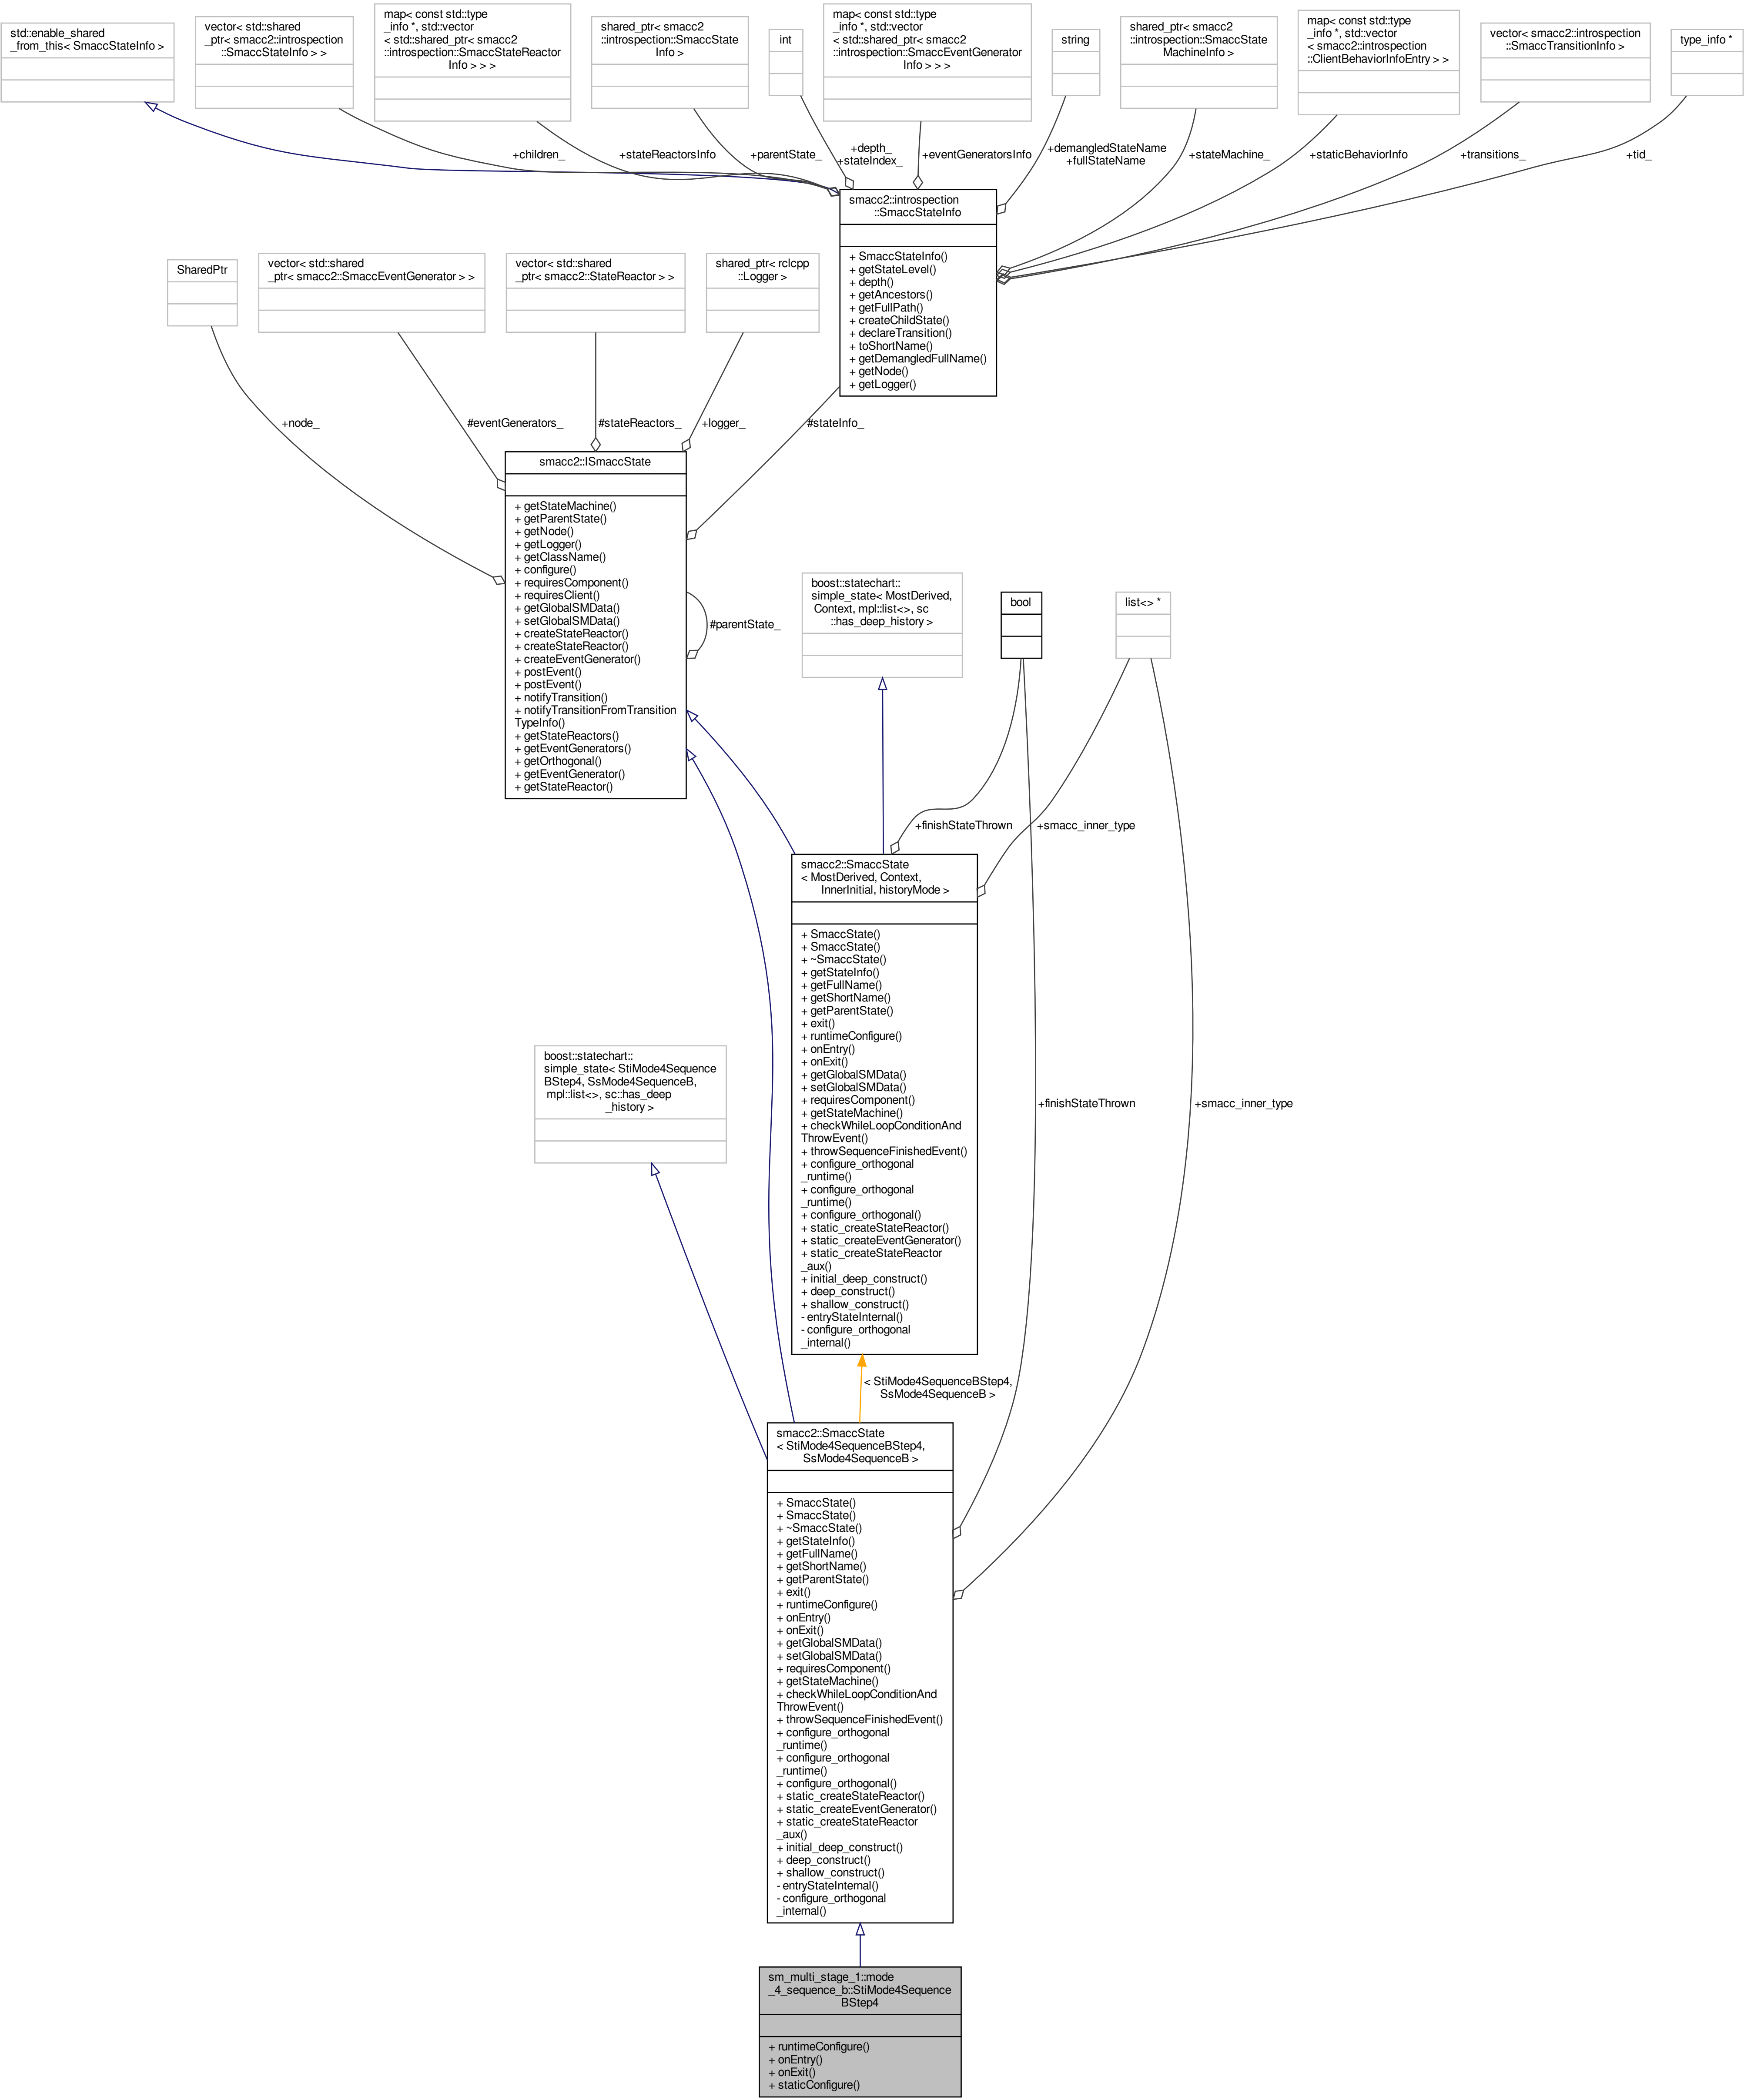 std::enable_shared
_from_this< SmaccStateInfo >
vector< std::shared
_ptr< smacc2::introspection
::SmaccStateInfo > >
map< const std::type
_info *, std::vector
< std::shared_ptr< smacc2
::introspection::SmaccStateReactor
Info > > >
shared_ptr< smacc2
::introspection::SmaccState
Info >
int
map< const std::type
_info *, std::vector
< std::shared_ptr< smacc2
::introspection::SmaccEventGenerator
Info > > >
string
shared_ptr< smacc2
::introspection::SmaccState
MachineInfo >
map< const std::type
_info *, std::vector
< smacc2::introspection
::ClientBehaviorInfoEntry > >
vector< smacc2::introspection
::SmaccTransitionInfo >
type_info *
+children_
+stateReactorsInfo
+parentState_
+depth_
+stateIndex_
+eventGeneratorsInfo
+demangledStateName
+fullStateName
+stateMachine_
+staticBehaviorInfo
+transitions_
+tid_
smacc2::introspection
::SmaccStateInfo
+ SmaccStateInfo()
+ getStateLevel()
+ depth()
+ getAncestors()
+ getFullPath()
+ createChildState()
+ declareTransition()
+ toShortName()
+ getDemangledFullName()
+ getNode()
+ getLogger()
SharedPtr
vector< std::shared
_ptr< smacc2::SmaccEventGenerator > >
vector< std::shared
_ptr< smacc2::StateReactor > >
shared_ptr< rclcpp
::Logger >
+node_
#eventGenerators_
#stateReactors_
+logger_
#stateInfo_
smacc2::ISmaccState
+ getStateMachine()
+ getParentState()
+ getNode()
+ getLogger()
+ getClassName()
+ configure()
+ requiresComponent()
+ requiresClient()
+ getGlobalSMData()
+ setGlobalSMData()
+ createStateReactor()
+ createStateReactor()
+ createEventGenerator()
+ postEvent()
+ postEvent()
+ notifyTransition()
+ notifyTransitionFromTransition
TypeInfo()
+ getStateReactors()
+ getEventGenerators()
+ getOrthogonal()
+ getEventGenerator()
+ getStateReactor()
#parentState_
boost::statechart::
simple_state< MostDerived,
Context, mpl::list<>, sc
::has_deep_history >
bool
list<> *
+finishStateThrown
+smacc_inner_type
smacc2::SmaccState
< MostDerived, Context,
InnerInitial, historyMode >
+ SmaccState()
+ SmaccState()
+ ~SmaccState()
+ getStateInfo()
+ getFullName()
+ getShortName()
+ getParentState()
+ exit()
+ runtimeConfigure()
+ onEntry()
+ onExit()
+ getGlobalSMData()
+ setGlobalSMData()
+ requiresComponent()
+ getStateMachine()
+ checkWhileLoopConditionAnd
ThrowEvent()
+ throwSequenceFinishedEvent()
+ configure_orthogonal
_runtime()
+ configure_orthogonal
_runtime()
+ configure_orthogonal()
+ static_createStateReactor()
+ static_createEventGenerator()
+ static_createStateReactor
_aux()
+ initial_deep_construct()
+ deep_construct()
+ shallow_construct()
- entryStateInternal()
- configure_orthogonal
_internal()
boost::statechart::
simple_state< StiMode4Sequence
BStep4, SsMode4SequenceB,
mpl::list<>, sc::has_deep
_history >
+finishStateThrown
+smacc_inner_type
< StiMode4SequenceBStep4,
SsMode4SequenceB >
smacc2::SmaccState
< StiMode4SequenceBStep4,
SsMode4SequenceB >
+ SmaccState()
+ SmaccState()
+ ~SmaccState()
+ getStateInfo()
+ getFullName()
+ getShortName()
+ getParentState()
+ exit()
+ runtimeConfigure()
+ onEntry()
+ onExit()
+ getGlobalSMData()
+ setGlobalSMData()
+ requiresComponent()
+ getStateMachine()
+ checkWhileLoopConditionAnd
ThrowEvent()
+ throwSequenceFinishedEvent()
+ configure_orthogonal
_runtime()
+ configure_orthogonal
_runtime()
+ configure_orthogonal()
+ static_createStateReactor()
+ static_createEventGenerator()
+ static_createStateReactor
_aux()
+ initial_deep_construct()
+ deep_construct()
+ shallow_construct()
- entryStateInternal()
- configure_orthogonal
_internal()
sm_multi_stage_1::mode
_4_sequence_b::StiMode4Sequence
BStep4
+ runtimeConfigure()
+ onEntry()
+ onExit()
+ staticConfigure()